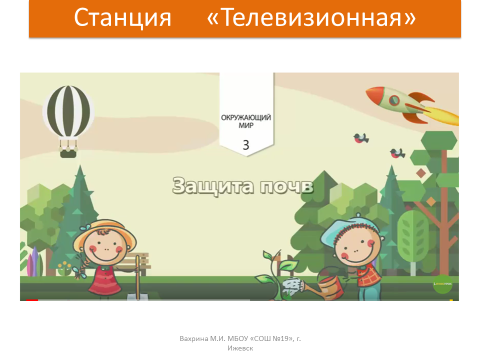 Станция «Телевизионная»
ОКРУЖАЮЩИЙ
МИР
3
Защита почв
Вахрина М.И. МБОУ «СОШ №19», г.
Ижевск